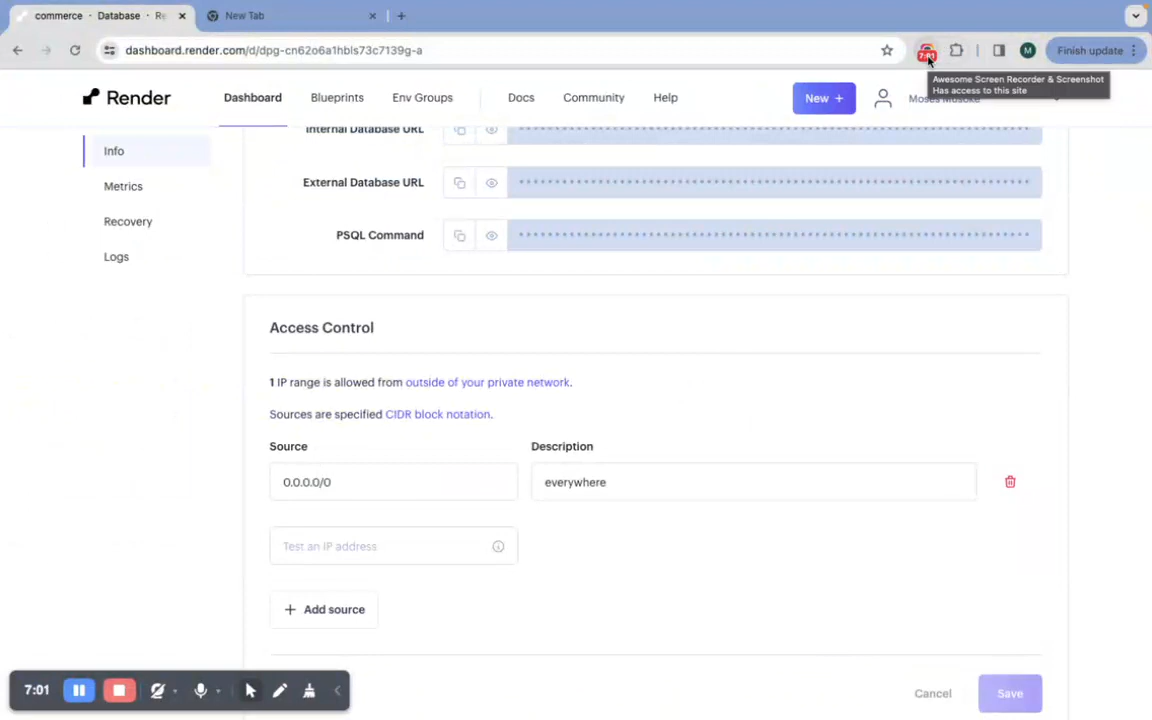 commerce · Database · Re
New Tab
dashboard.render.com/d/dpg-cn62o6a1hbls73c7139g-a
7:01
M
Finish update
Awesome Screen Recorder & Screenshot
Has access to this site
Render
Dashboard
Blueprints
Env Groups
Docs
Community
Help
New +
Info
Metrics
Recovery
Logs
Internal Database URL
External Database URL
PSQL Command
Access Control
1 IP range is allowed from outside of your private network.
Sources are specified CIDR block notation.
Source
Description
0.0.0.0/0
everywhere
Test an IP address
+ Add source
7:01
Cancel
Save